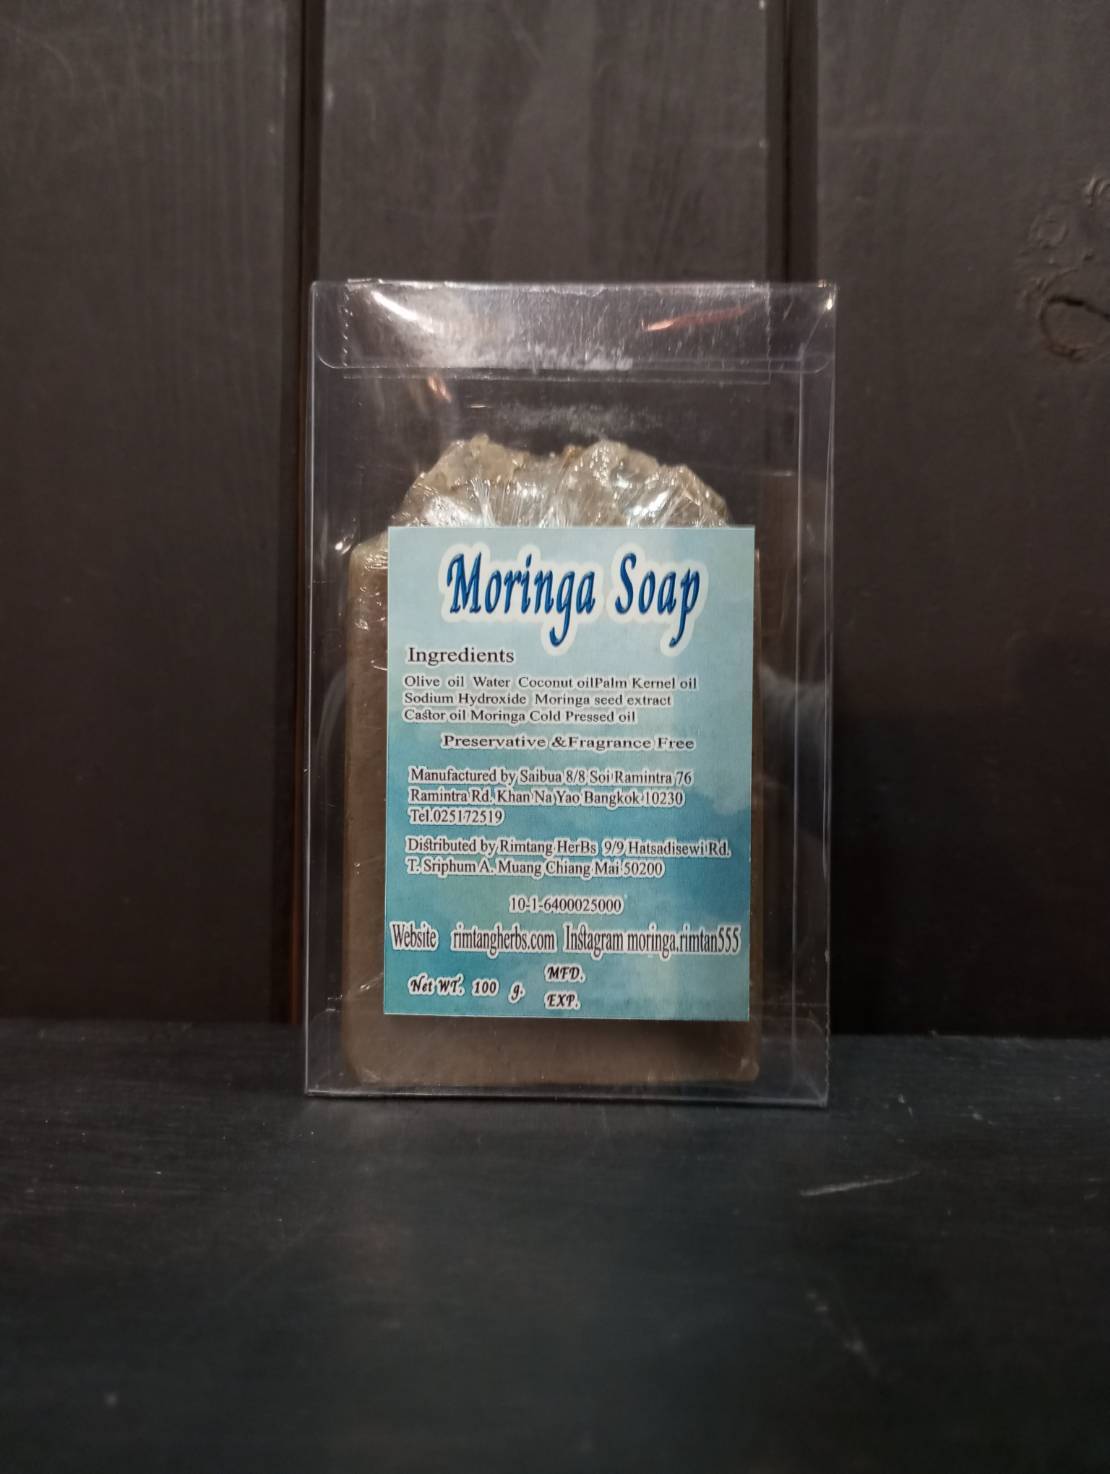 Moringa Soap
Ingredients
Olive oil Water Coconut oilPalm Kernel oil
Sodium Hydroxide Moringa seed extract
Castor oil Moringa Cold Pressed oil
Preservative &Fragrance Free
Manufactured by Saibua 8/8 Soi Ramintra 76
Ramintra Rd. Khan Na Yao Bangkok 10230
Tel.025172519
Distributed by Rimtang HerBs 9/9 Hatsadisewi Rd.
T. Sriphum A. Muang Chiang Mai 50200
10-1-6400025000
Website rimtangherbs.com Instagram moringa.rimtan555
MFD.
Net WT. 100 g.
EXP.